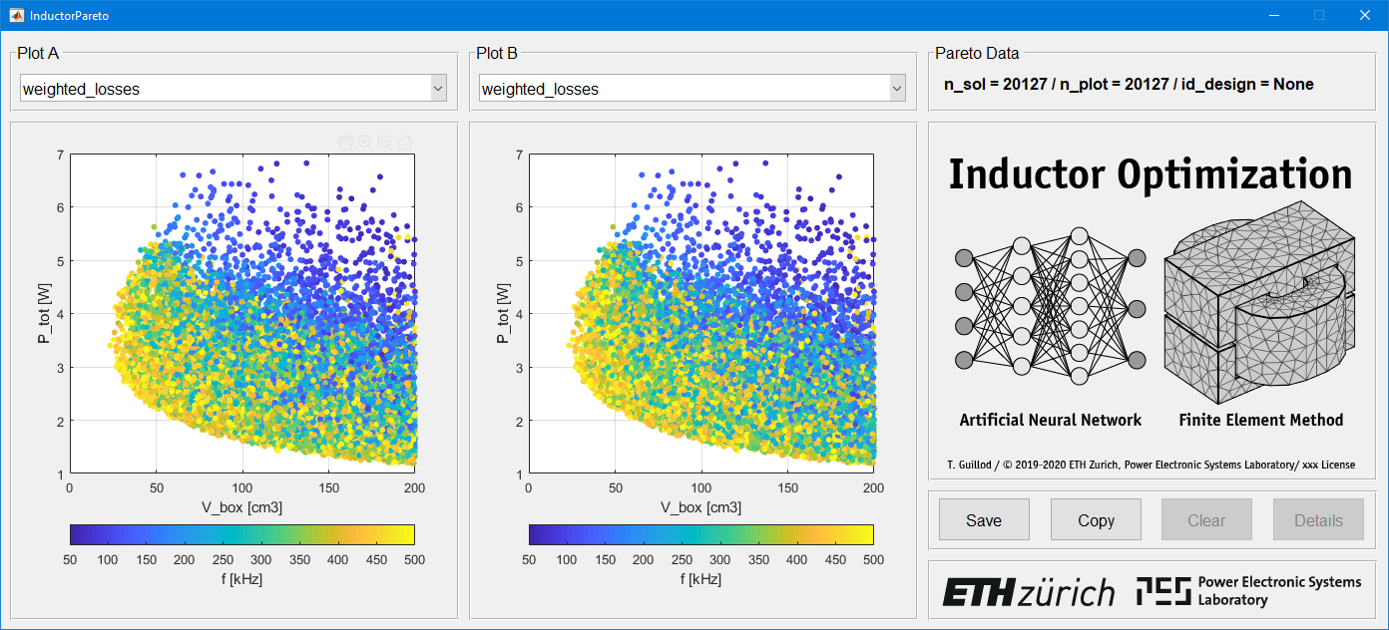 InductorPareto
Plot A
weighted_losses
7
6
5
4
3
2
1
P_tot [W]
0 50 100 150 200
V_box [cm3]
50 100 150 200 250 300 350 400 450 500
f [kHz]
Plot B
weighted_losses
7
6
5
4
3
2
1
P_tot [W]
0 50 100 150 200
V_box [cm3]
50 100 150 200 250 300 350 400 450 500
f [kHz]
Pareto Data
n_sol = 20127 / n_plot = 20127 / id_design = None
Inductor Optimization
Artificial Neural Network Finite Element Method
T. Guillod / © 2019-2020 ETH Zurich, Power Electronic Systems Laboratory/ xxx License
Save Copy Clear Details
ETH zürich PES Power Electronic Systems
Laboratory